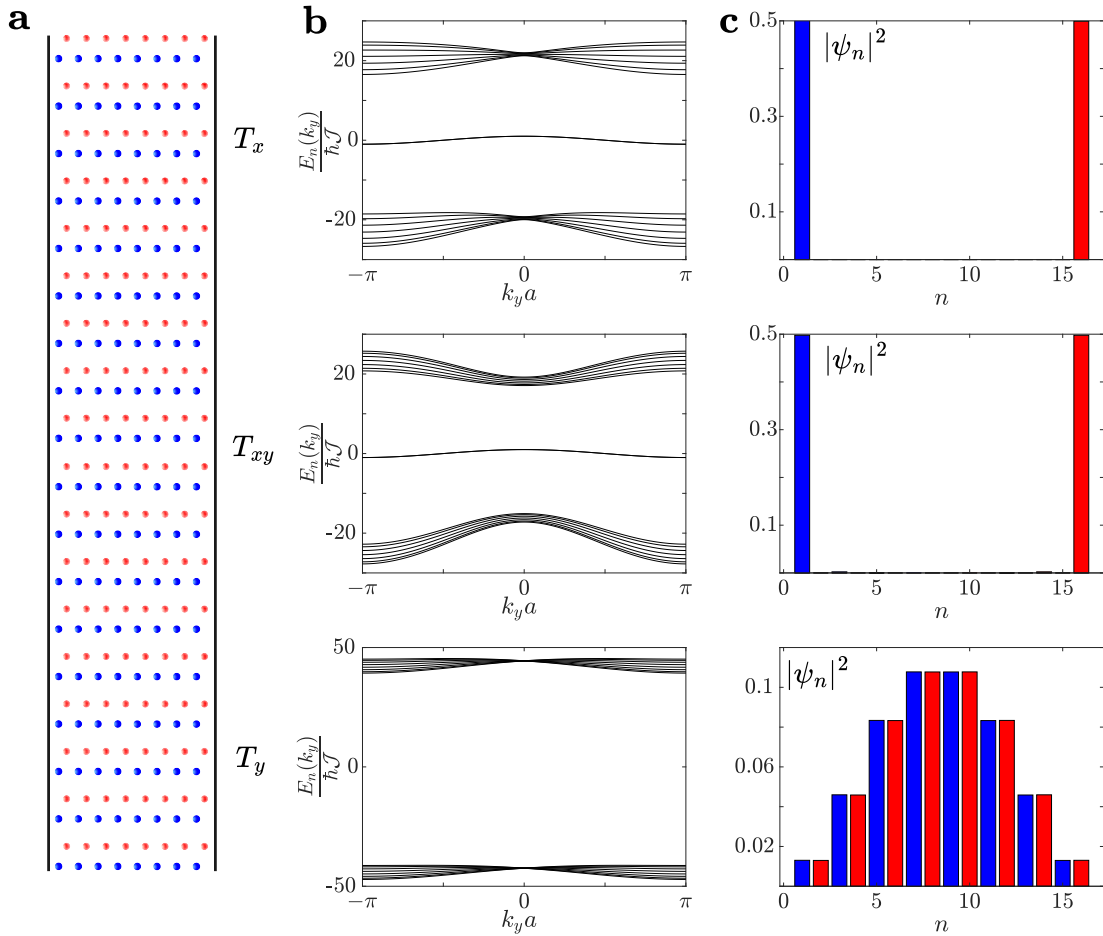 a
b
c
T_x
E_n(k_y)
ħJ
20
0
-20
−π
0
π
k_y a
|ψ_n|²
0.5
0.3
0.1
0
5
10
15
n
T_xy
E_n(k_y)
ħJ
20
0
-20
−π
0
π
k_y a
|ψ_n|²
0.5
0.3
0.1
0
5
10
15
n
T_y
E_n(k_y)
ħJ
50
0
-50
−π
0
π
k_y a
|ψ_n|²
0.1
0.06
0.02
0
5
10
15
n